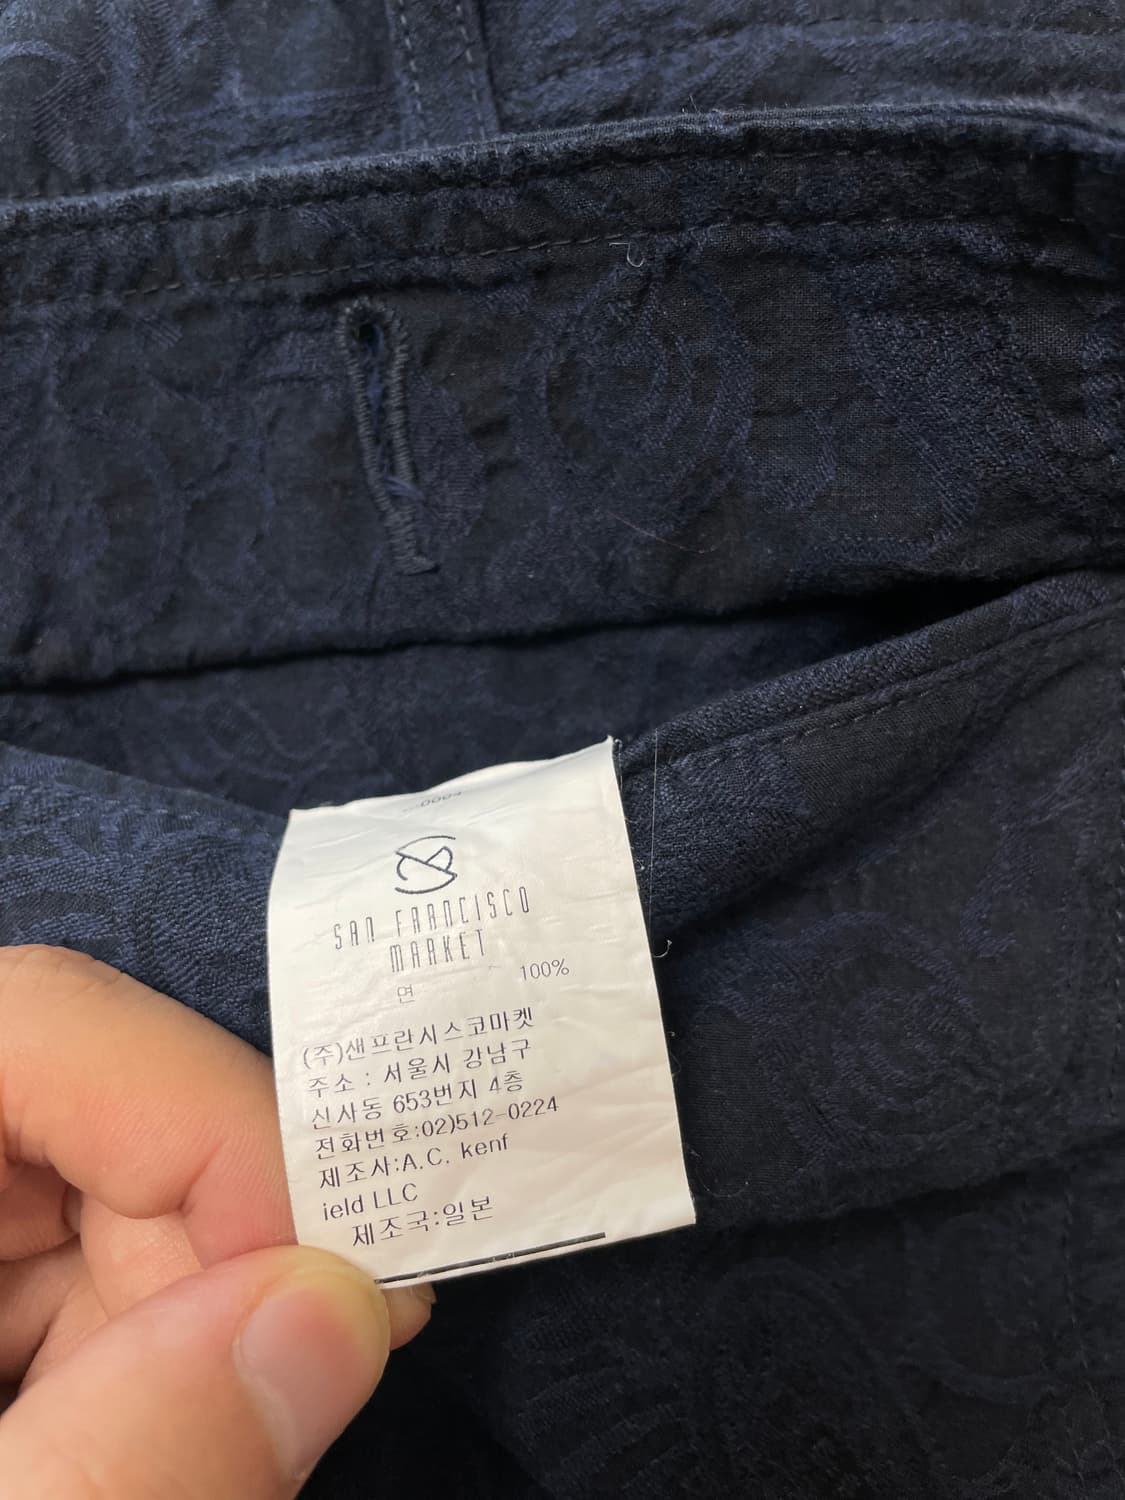 SAN FRANCISCO
MARKET
면 100%
(주)샌프란시스코마켓
주소 : 서울시 강남구
신사동 653번지 4층
전화번호:02)512-0224
제조사:A.C. kenf
ield LLC
제조국:일본